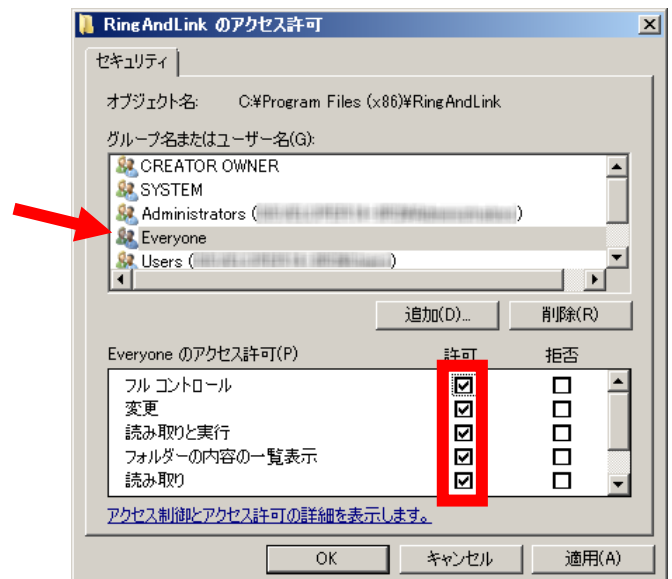 RingAndLink のアクセス許可
セキュリティ
オブジェクト名: C:¥Program Files (x86)¥RingAndLink
グループ名またはユーザー名(G):
CREATOR OWNER
SYSTEM
Administrators ( )
Everyone
Users ( )
追加(D)... 削除(R)
Everyone のアクセス許可(P) 許可 拒否
フル コントロール
変更
読み取りと実行
フォルダーの内容の一覧表示
読み取り
アクセス制御とアクセス許可の詳細を表示します。
OK キャンセル 適用(A)